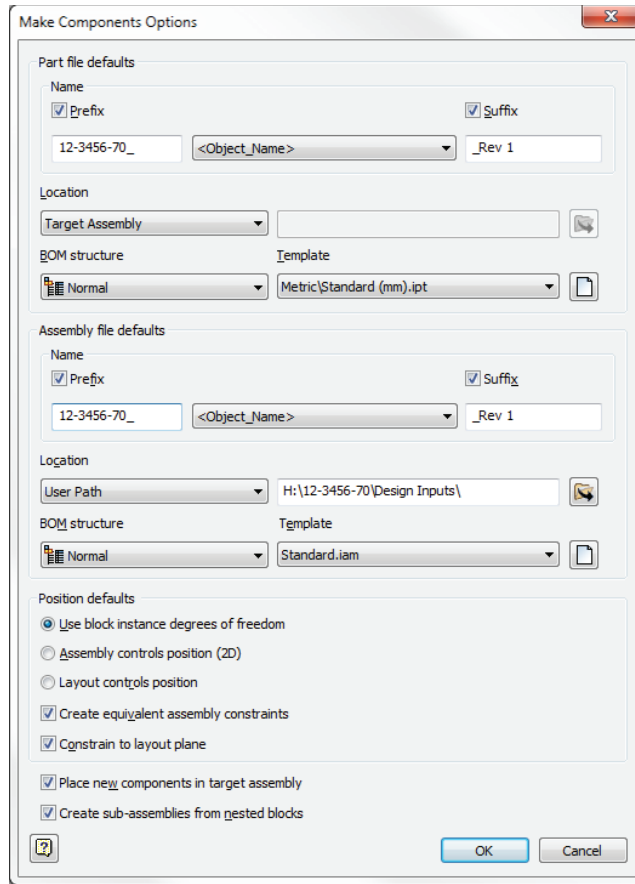 Make Components Options
Part file defaults
Name
Prefix
Suffix
12-3456-70_
<Object_Name>
_Rev 1
Location
Target Assembly
BOM structure
Template
Normal
Metric\Standard (mm).ipt
Assembly file defaults
Name
Prefix
Suffix
12-3456-70_
<Object_Name>
_Rev 1
Location
User Path
H:\12-3456-70\Design Inputs\
BOM structure
Template
Normal
Standard.iam
Position defaults
Use block instance degrees of freedom
Assembly controls position (2D)
Layout controls position
Create equivalent assembly constraints
Constrain to layout plane
Place new components in target assembly
Create sub-assemblies from nested blocks
?
OK
Cancel